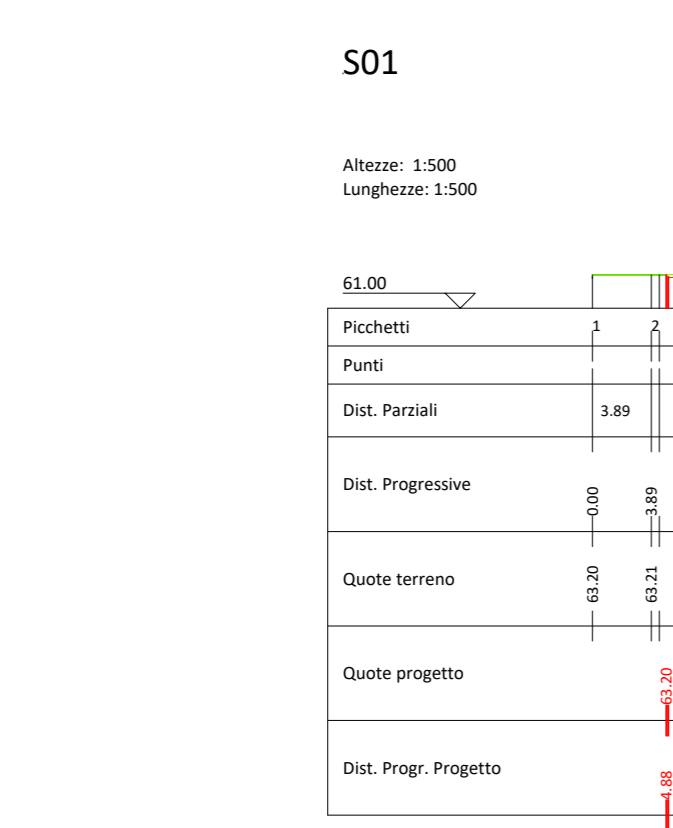 S01
Altezze: 1:500
Lunghezze: 1:500
61.00
Picchetti 1 2
Punti
Dist. Parziali 3.89
Dist. Progressive 0.00 3.89
Quote terreno 63.20 63.21
Quote progetto 63.20
Dist. Progr. Progetto 4.88